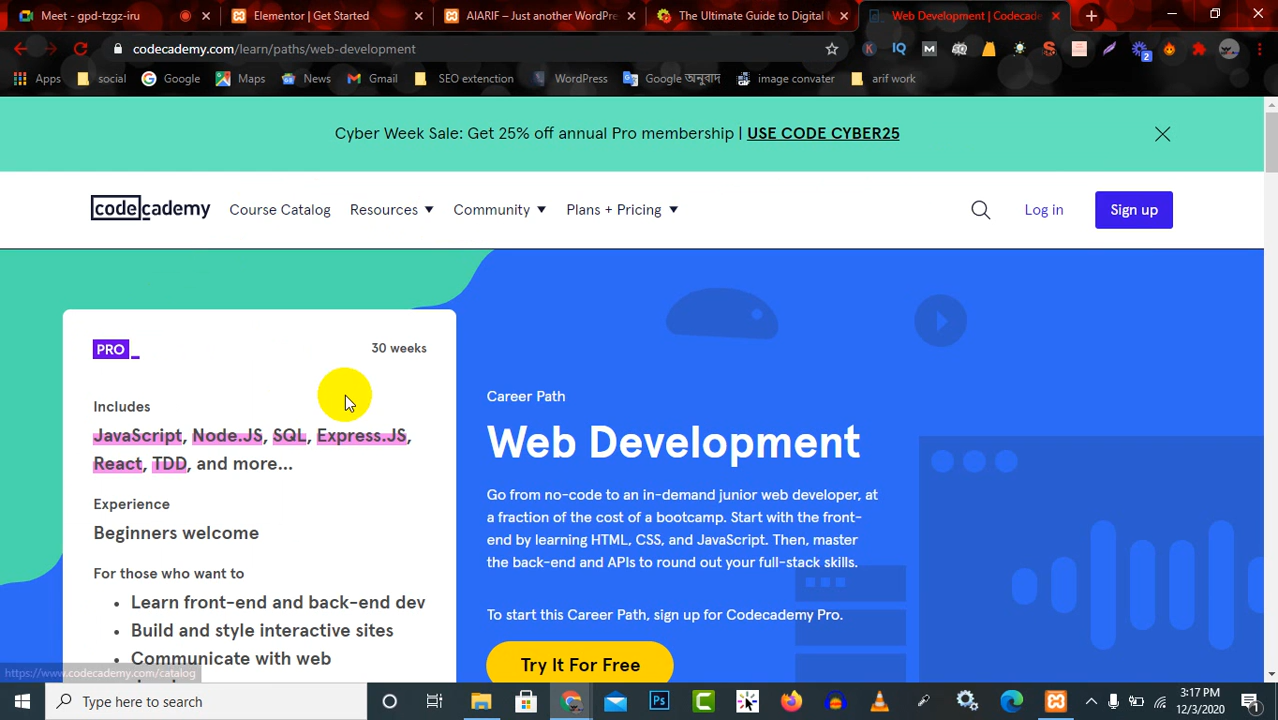 Meet - gpd-tzgz-iru
Elementor | Get Started
AIARIF – Just another WordPre
The Ultimate Guide to Digital M
Web Development | Codecade
codecademy.com/learn/paths/web-development
Apps
social
Google
Maps
News
Gmail
SEO extenction
WordPress
Google অনুবাদ
image convater
arif work
Cyber Week Sale: Get 25% off annual Pro membership | USE CODE CYBER25
codecademy
Course Catalog
Resources
Community
Plans + Pricing
Log in
Sign up
PRO
30 weeks
Includes
JavaScript, Node.JS, SQL, Express.JS,
React, TDD, and more...
Experience
Beginners welcome
For those who want to
• Learn front-end and back-end dev
• Build and style interactive sites
• Communicate with web
Career Path
Web Development
Go from no-code to an in-demand junior web developer, at
a fraction of the cost of a bootcamp. Start with the front-
end by learning HTML, CSS, and JavaScript. Then, master
the back-end and APIs to round out your full-stack skills.
To start this Career Path, sign up for Codecademy Pro.
Try It For Free
https://www.codecademy.com/catalog
Type here to search
3:17 PM
12/3/2020